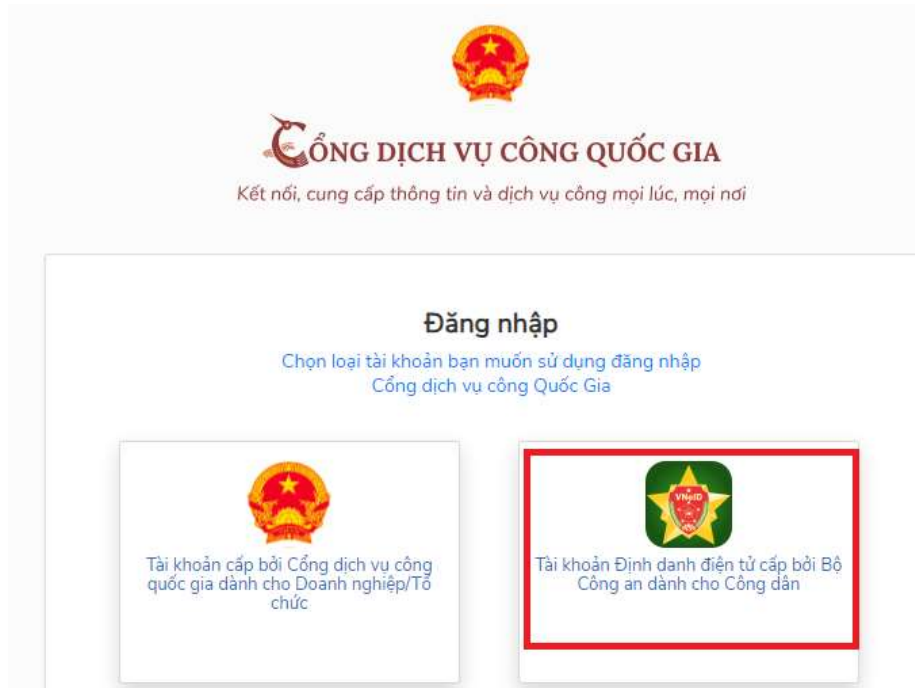 CỔNG DỊCH VỤ CÔNG QUỐC GIA
Kết nối, cung cấp thông tin và dịch vụ công mọi lúc, mọi nơi
Đăng nhập
Chọn loại tài khoản bạn muốn sử dụng đăng nhập
Cổng dịch vụ công Quốc Gia
Tài khoản cấp bởi Cổng dịch vụ công
quốc gia dành cho Doanh nghiệp/Tổ
chức
VNeID
Tài khoản Định danh điện tử cấp bởi Bộ
Công an dành cho Công dân